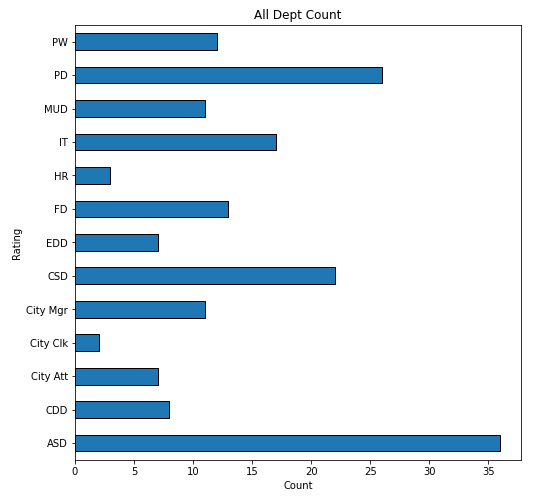 All Dept Count
PW
PD
MUD
IT
HR
FD
EDD
CSD
City Mgr
City Clk
City Att
CDD
ASD
Rating
0 5 10 15 20 25 30 35
Count